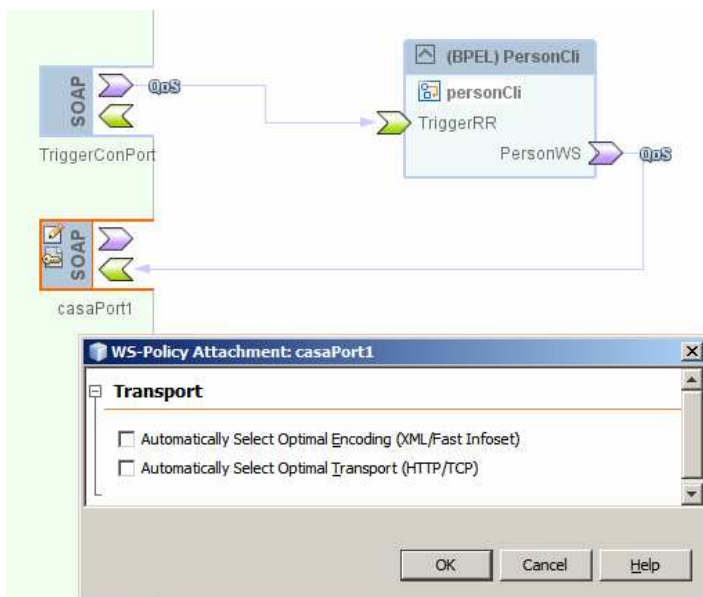 (BPEL) PersonCli
SOAP
QoS
personCli
TriggerRR
TriggerConPort
PersonWS
QoS
SOAP
casaPort1
WS-Policy Attachment: casaPort1
Transport
Automatically Select Optimal Encoding (XML/Fast Infoset)
Automatically Select Optimal Transport (HTTP/TCP)
OK Cancel Help